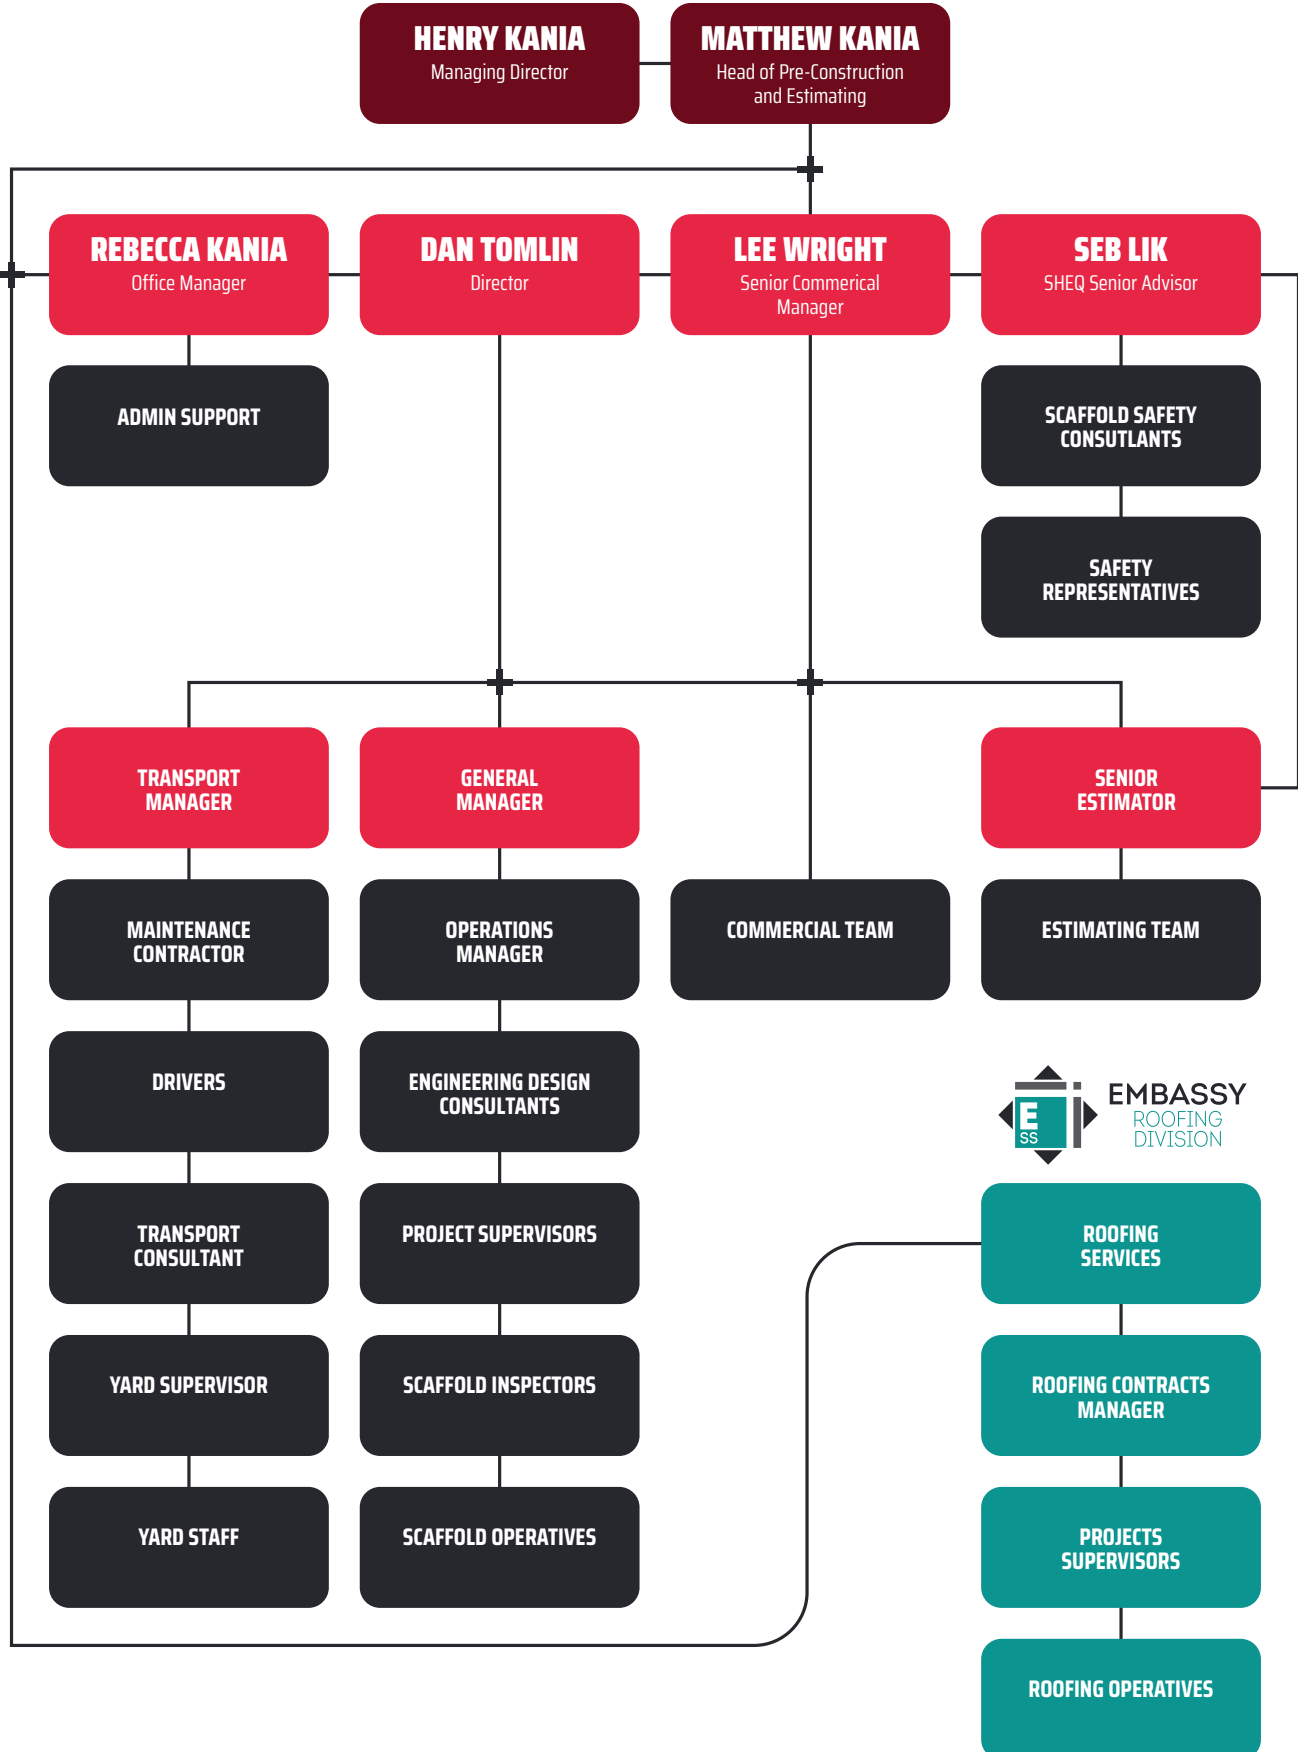 HENRY KANIA
Managing Director
MATTHEW KANIA
Head of Pre-Construction
and Estimating
REBECCA KANIA
Office Manager
DAN TOMLIN
Director
LEE WRIGHT
Senior Commerical
Manager
SEB LIK
SHEQ Senior Advisor
ADMIN SUPPORT
SCAFFOLD SAFETY
CONSUTLANTS
SAFETY
REPRESENTATIVES
TRANSPORT
MANAGER
GENERAL
MANAGER
SENIOR
ESTIMATOR
MAINTENANCE
CONTRACTOR
OPERATIONS
MANAGER
COMMERCIAL TEAM
ESTIMATING TEAM
DRIVERS
ENGINEERING DESIGN
CONSULTANTS
E
SS
EMBASSY
ROOFING
DIVISION
TRANSPORT
CONSULTANT
PROJECT SUPERVISORS
ROOFING
SERVICES
YARD SUPERVISOR
SCAFFOLD INSPECTORS
ROOFING CONTRACTS
MANAGER
YARD STAFF
SCAFFOLD OPERATIVES
PROJECTS
SUPERVISORS
ROOFING OPERATIVES